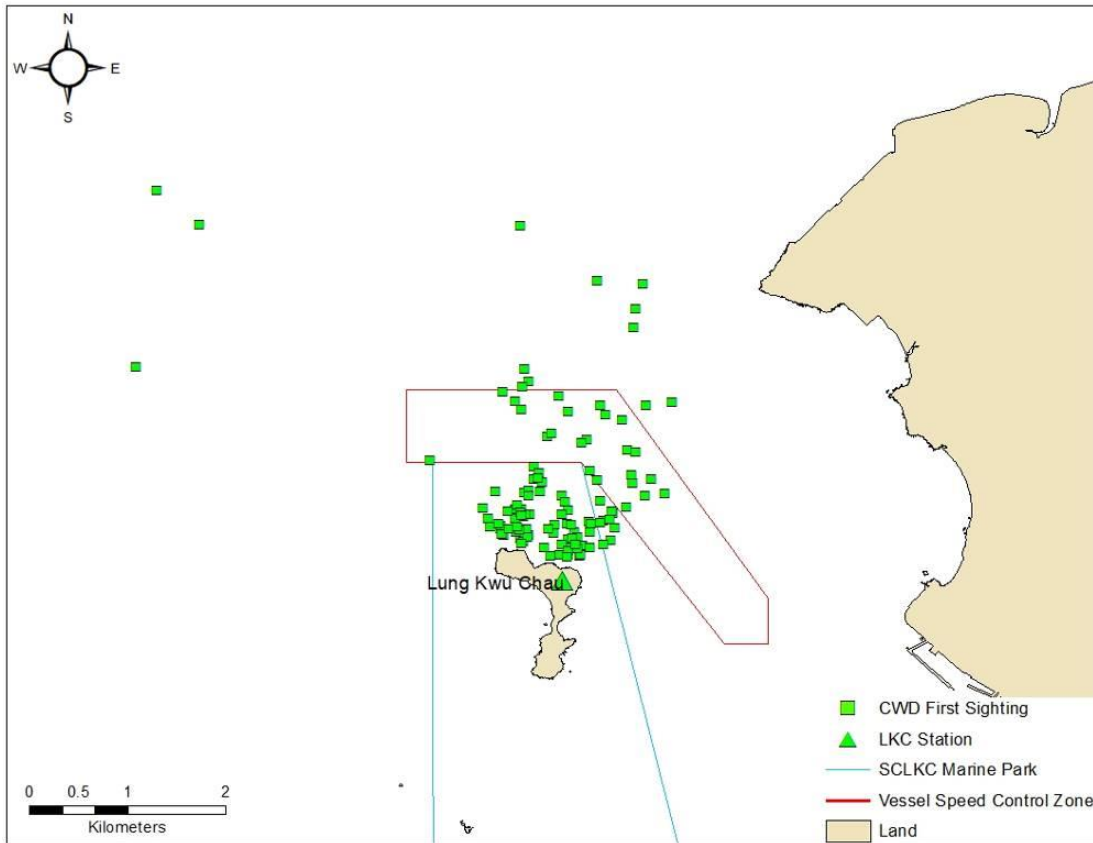 N
W E
S
Lung Kwu Chau
CWD First Sighting
LKC Station
SCLKC Marine Park
Vessel Speed Control Zone
Land
0 0.5 1 2
Kilometers